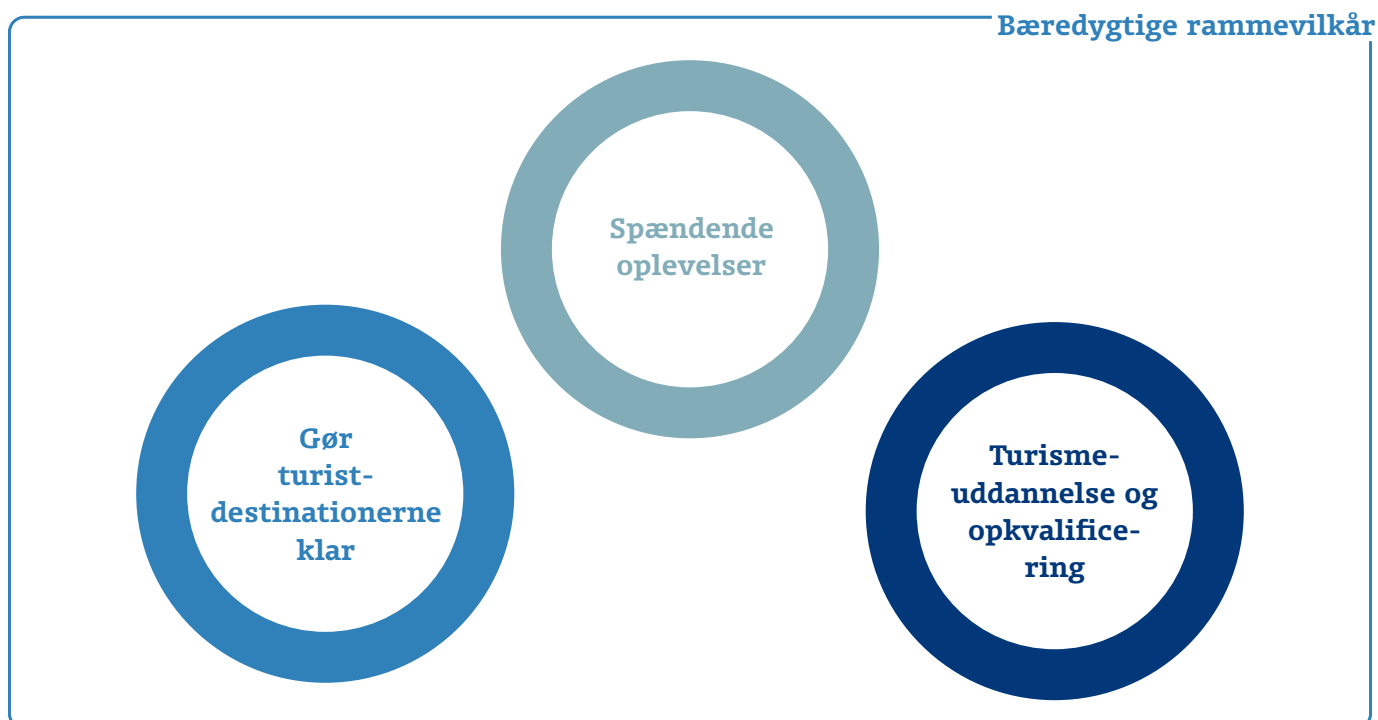 Bæredygtige rammevilkår
Spændende
oplevelser
Gør
turist-
destinationerne
klar
Turisme-
uddannelse og
opkvalifice-
ring